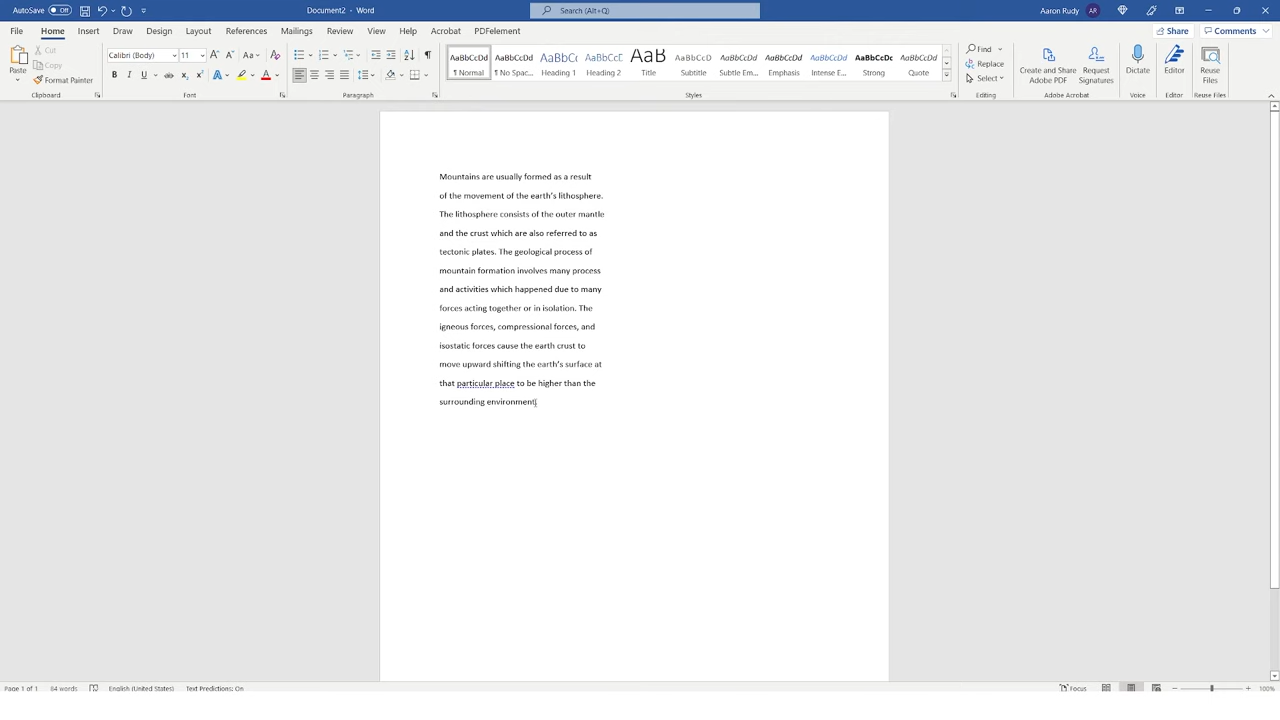 AutoSave Off
Document2 - Word
Search (Alt+Q)
Aaron Rudy AR
File Home Insert Draw Design Layout References Mailings Review View Help Acrobat PDFelement
Share Comments
Paste
Cut
Copy
Format Painter
Clipboard
Calibri (Body) 11
Font
Paragraph
AaBbCcDd AaBbCcDd AaBbC AaBbCcD AaB AaBbCcD AaBbCcDd AaBbCcDd AaBbCcDd AaBbCcDc AaBbCcDd
¶ Normal ¶ No Spac... Heading 1 Heading 2 Title Subtitle Subtle Em... Emphasis Intense E... Strong Quote
Styles
Find
Replace
Select
Editing
Create and Share Adobe PDF
Request Signatures
Adobe Acrobat
Dictate
Voice
Editor
Editor
Reuse Files
Reuse Files
Mountains are usually formed as a result
of the movement of the earth's lithosphere.
The lithosphere consists of the outer mantle
and the crust which are also referred to as
tectonic plates. The geological process of
mountain formation involves many process
and activities which happened due to many
forces acting together or in isolation. The
igneous forces, compressional forces, and
isostatic forces cause the earth crust to
move upward shifting the earth's surface at
that particular place to be higher than the
surrounding environment.
Page 1 of 1 84 words English (United States) Text Predictions: On
Focus 100%